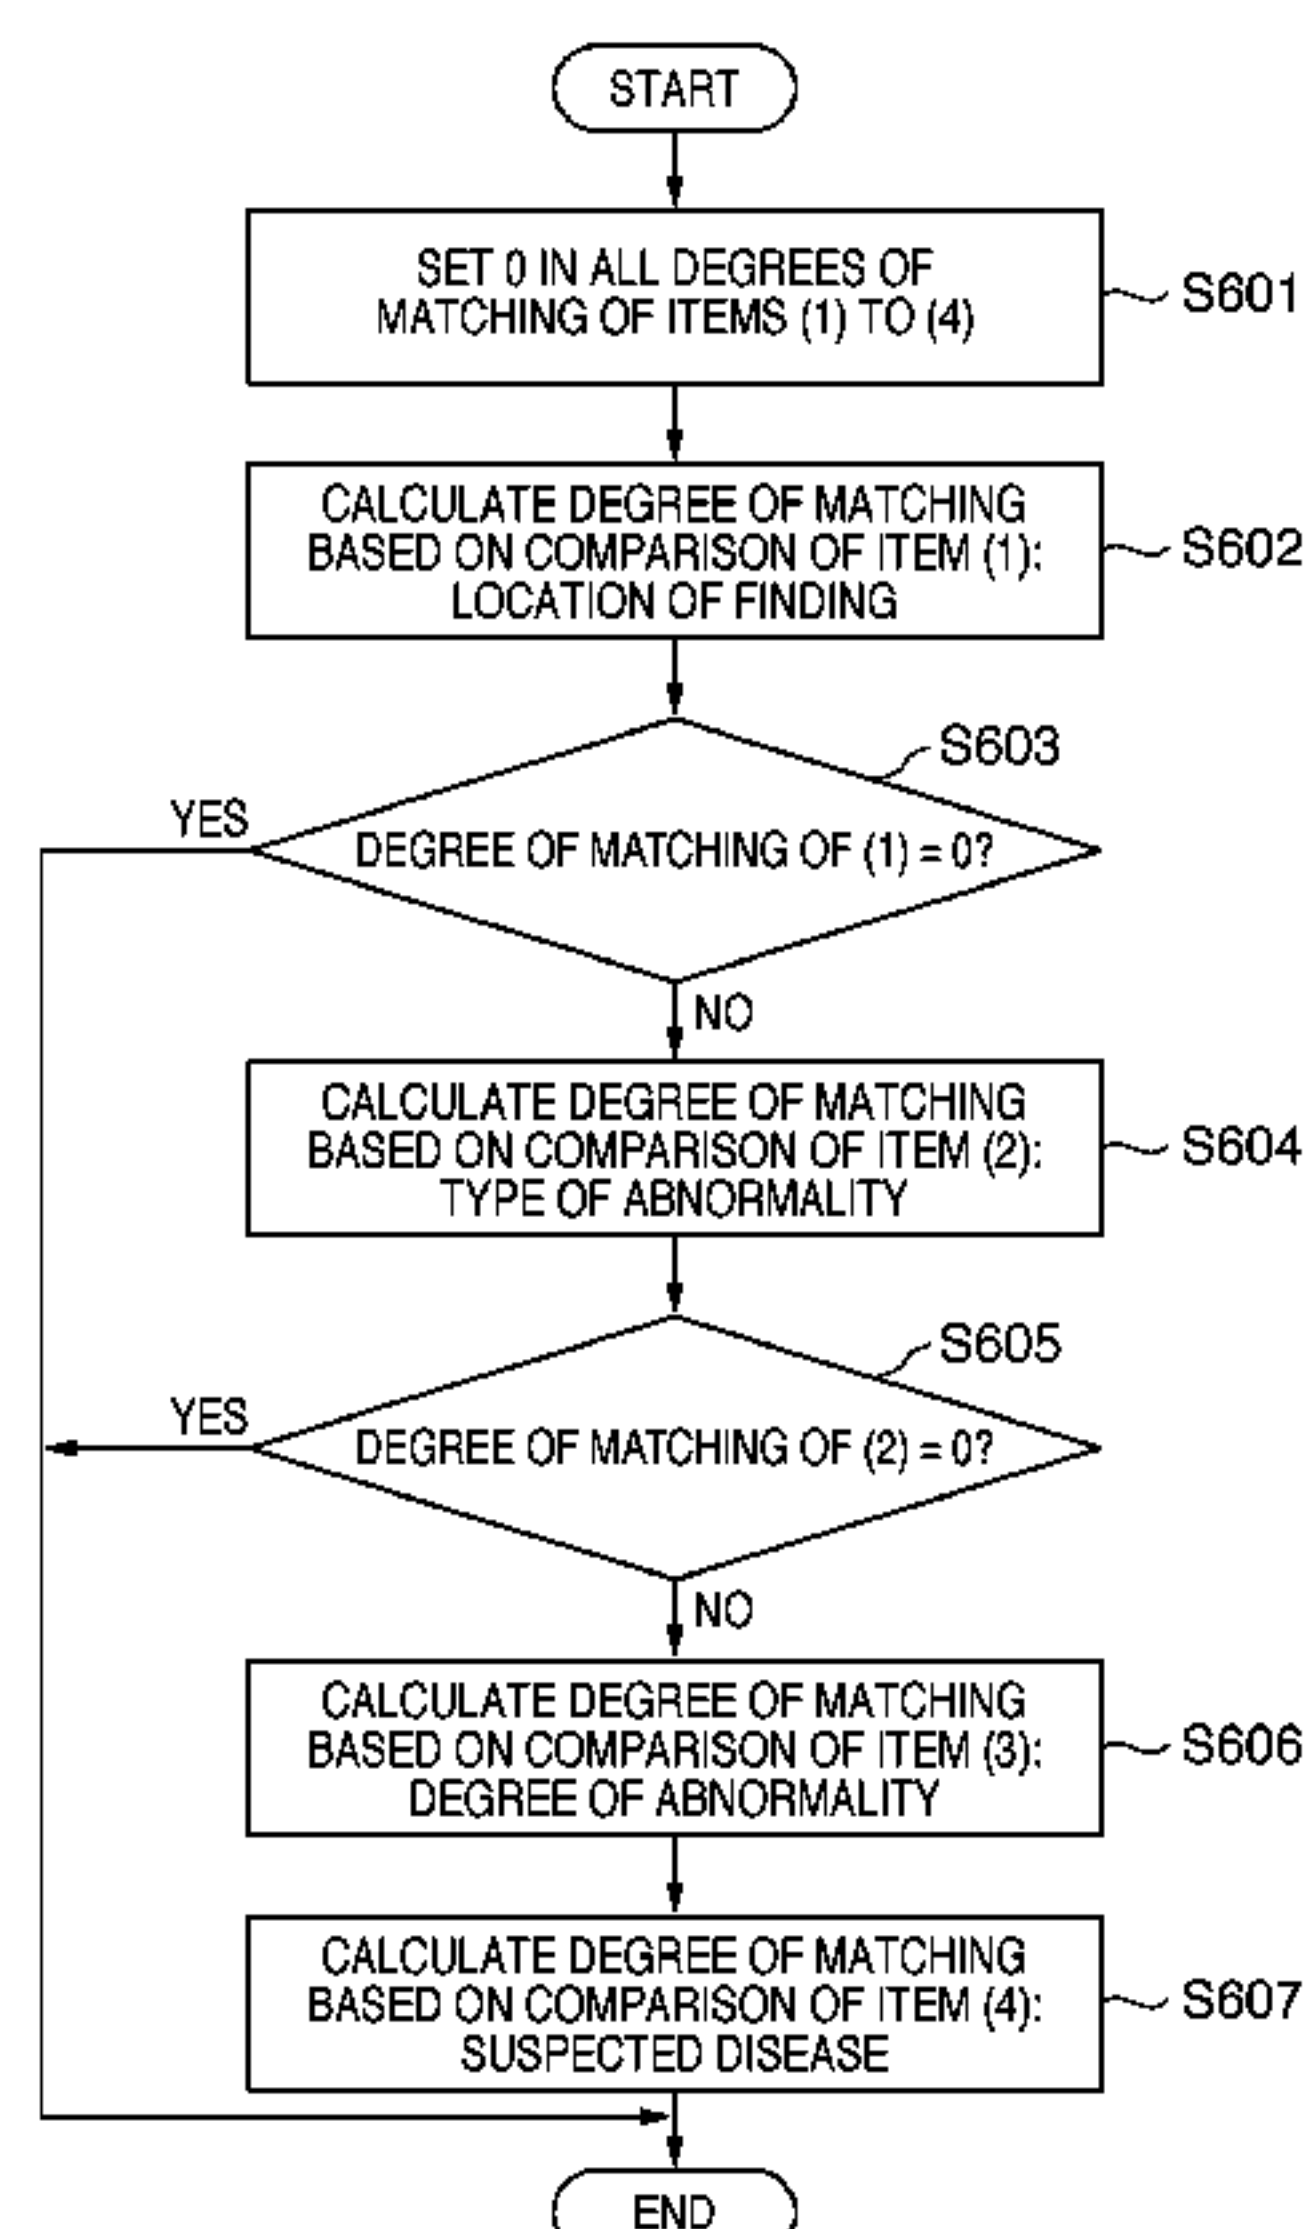 START
SET 0 IN ALL DEGREES OF
MATCHING OF ITEMS (1) TO (4)
S601
CALCULATE DEGREE OF MATCHING
BASED ON COMPARISON OF ITEM (1):
LOCATION OF FINDING
S602
S603
YES
DEGREE OF MATCHING OF (1) = 0?
NO
CALCULATE DEGREE OF MATCHING
BASED ON COMPARISON OF ITEM (2):
TYPE OF ABNORMALITY
S604
S605
YES
DEGREE OF MATCHING OF (2) = 0?
NO
CALCULATE DEGREE OF MATCHING
BASED ON COMPARISON OF ITEM (3):
DEGREE OF ABNORMALITY
S606
CALCULATE DEGREE OF MATCHING
BASED ON COMPARISON OF ITEM (4):
SUSPECTED DISEASE
S607
END